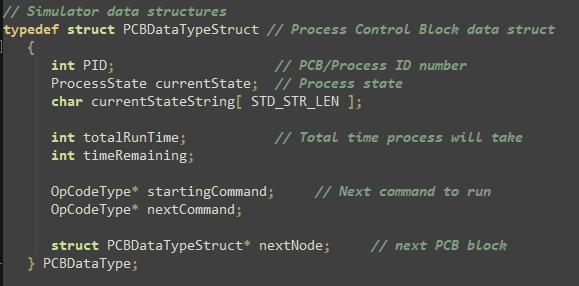 // Simulator data structures
typedef struct PCBDataTypeStruct // Process Control Block data struct
{
int PID; // PCB/Process ID number
ProcessState currentState; // Process state
char currentStateString[ STD_STR_LEN ];
int totalRunTime; // Total time process will take
int timeRemaining;
OpCodeType* startingCommand; // Next command to run
OpCodeType* nextCommand;
struct PCBDataTypeStruct* nextNode; // next PCB block
} PCBDataType;